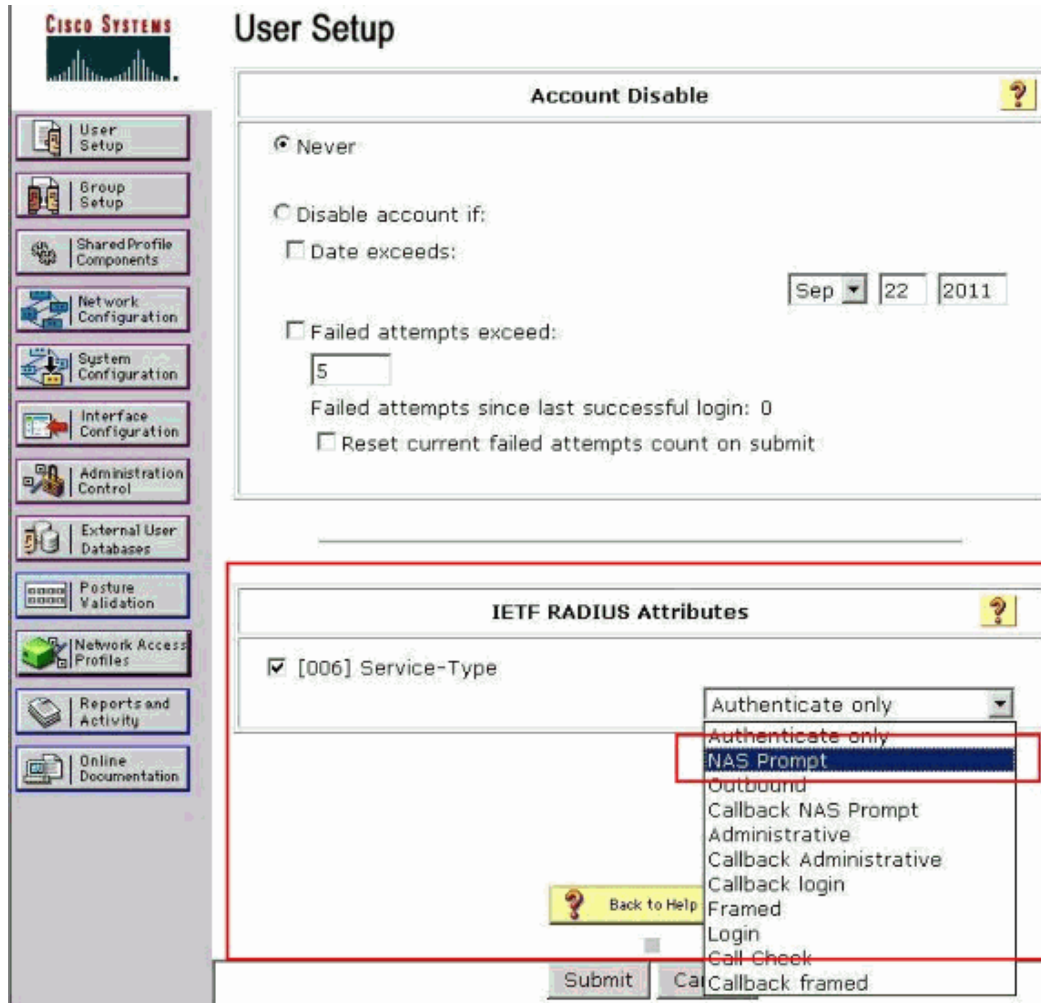 CISCO SYSTEMS
User Setup
User
Setup
Group
Setup
Shared Profile
Components
Network
Configuration
System
Configuration
Interface
Configuration
Administration
Control
External User
Databases
Posture
Validation
Network Access
Profiles
Reports and
Activity
Online
Documentation
Account Disable
?
Never
Disable account if:
Date exceeds:
Sep 22 2011
Failed attempts exceed:
5
Failed attempts since last successful login: 0
Reset current failed attempts count on submit
IETF RADIUS Attributes
?
[006] Service-Type
Authenticate only
Authenticate only
NAS Prompt
Outbound
Callback NAS Prompt
Administrative
Callback Administrative
Callback login
Framed
Login
Call Check
Callback framed
? Back to Help
Submit
Ca